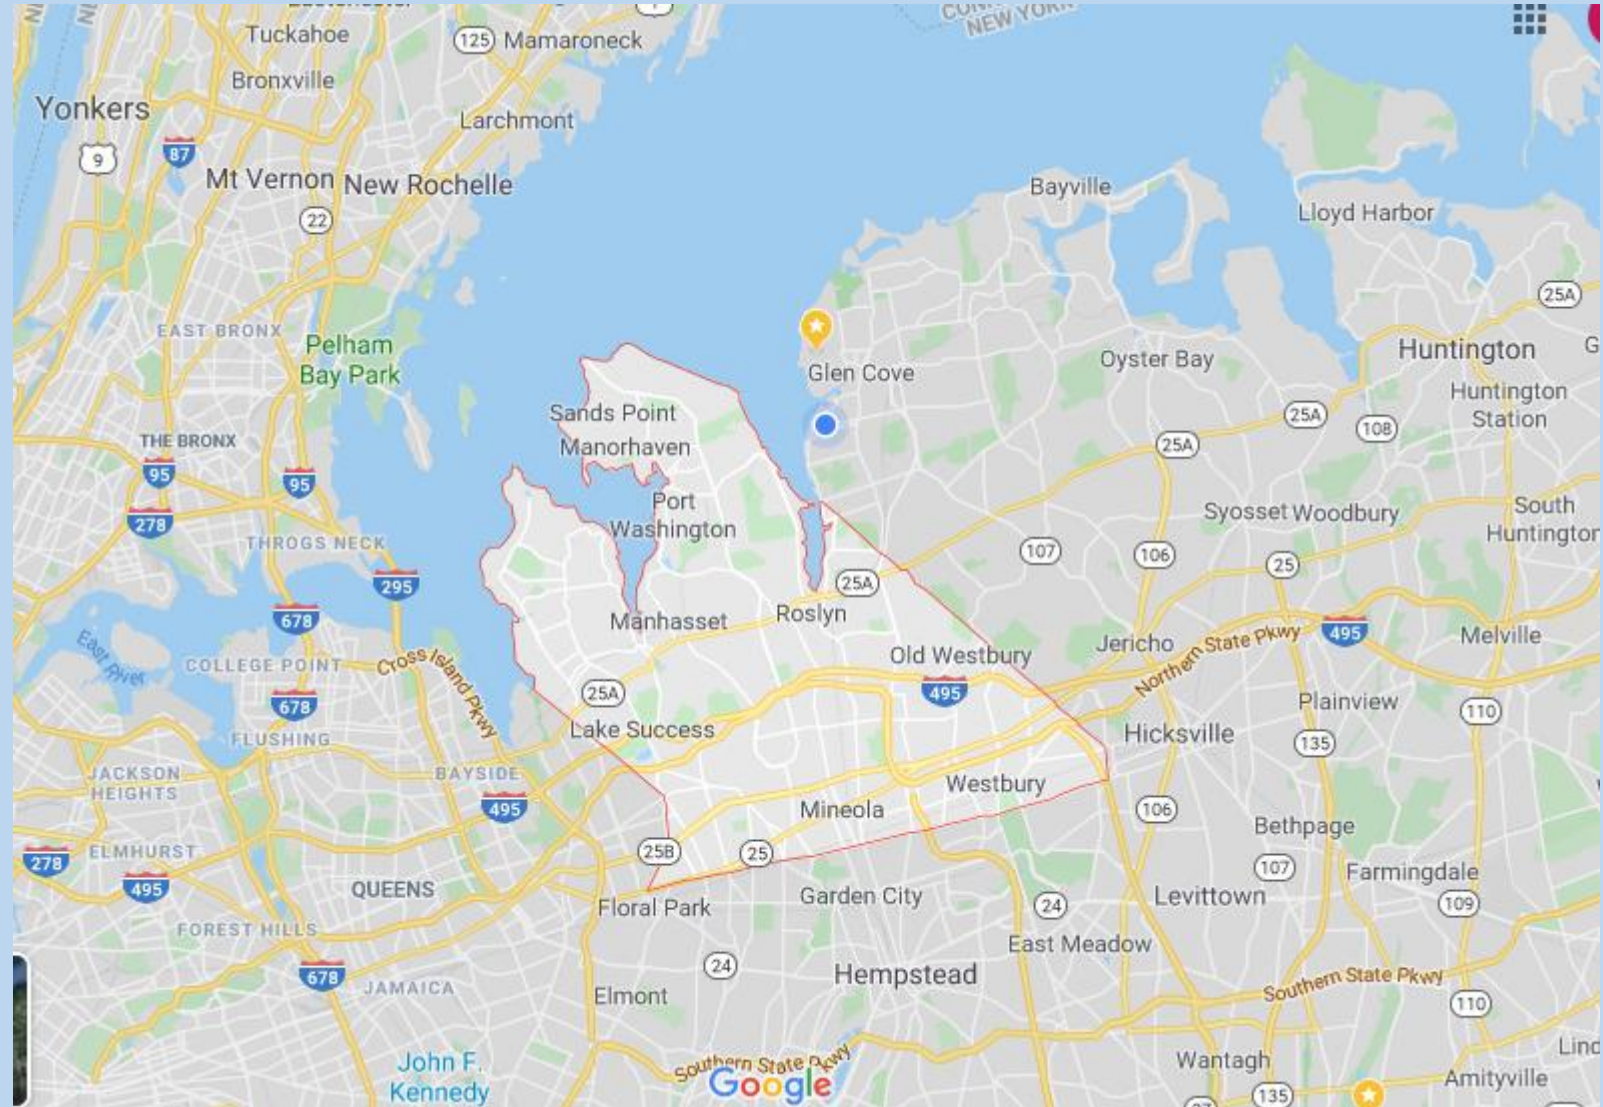 NEW YORK
Tuckahoe
125
Mamaroneck
Bronxville
Yonkers
Larchmont
9
87
Mt Vernon
New Rochelle
Bayville
22
Lloyd Harbor
25A
EAST BRONX
Pelham
Bay Park
Glen Cove
Oyster Bay
Huntington
G
Huntington
Station
Sands Point
25A
108
THE BRONX
Manorhaven
25A
95
95
Port
Washington
278
Syosset
Woodbury
South
Huntington
THROGS NECK
107
106
25
295
25A
678
Manhasset
Roslyn
East River
COLLEGE POINT
Cross Island Pkwy
Old Westbury
Jericho
Northern State Pkwy
495
Melville
25A
495
678
Plainview
110
FLUSHING
Lake Success
Hicksville
135
JACKSON
HEIGHTS
BAYSIDE
495
Westbury
Mineola
106
Bethpage
278
ELMHURST
25B
25
107
Farmingdale
495
QUEENS
Garden City
Levittown
109
Floral Park
24
FOREST HILLS
East Meadow
678
JAMAICA
24
Hempstead
Southern State Pkwy
Elmont
110
John F.
Kennedy
Southern State Pkwy
Google
Wantagh
Amityville
135